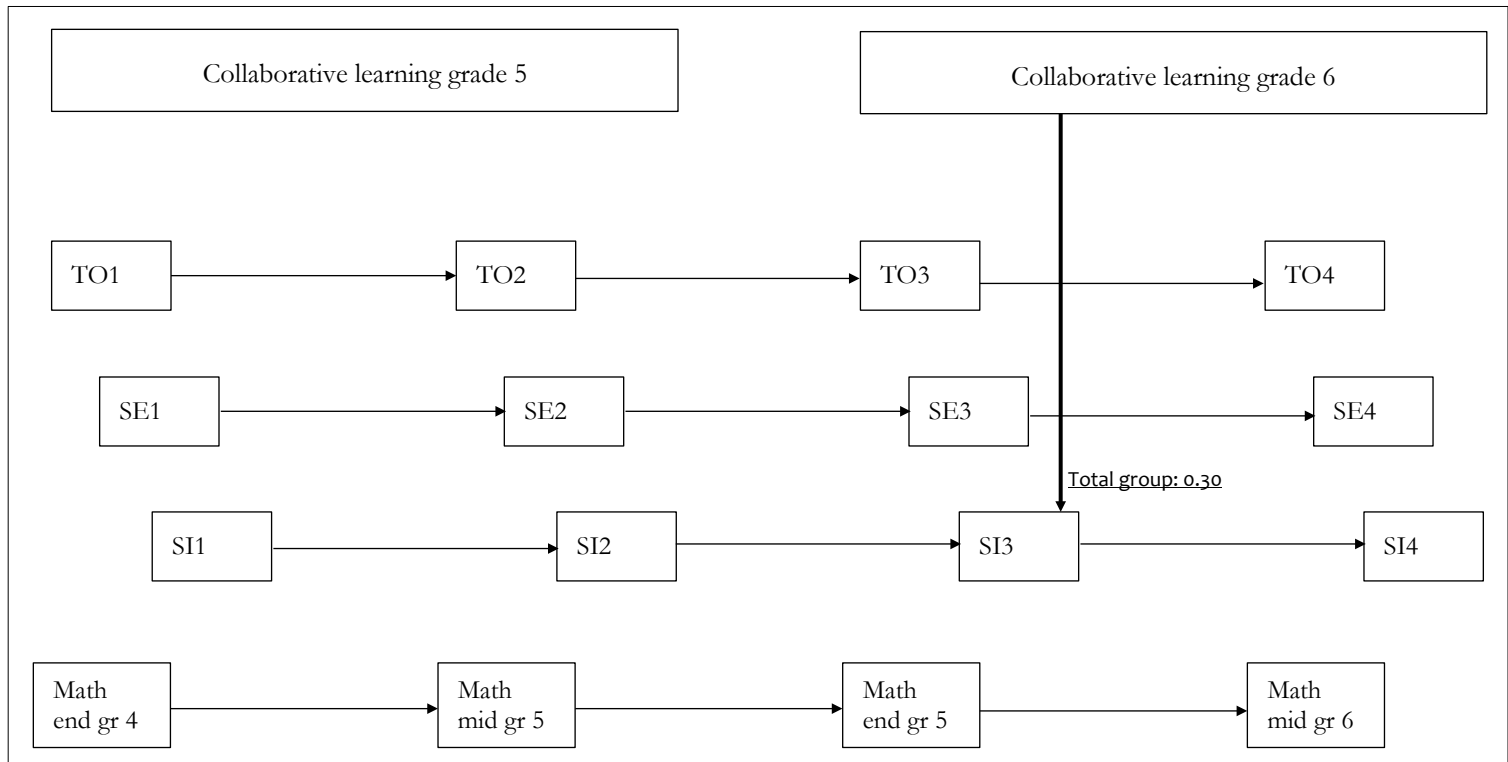 Collaborative learning grade 5
Collaborative learning grade 6
TO1
TO2
TO3
TO4
SE1
SE2
SE3
SE4
Total group: 0.30
SI1
SI2
SI3
SI4
Math
end gr 4
Math
mid gr 5
Math
end gr 5
Math
mid gr 6